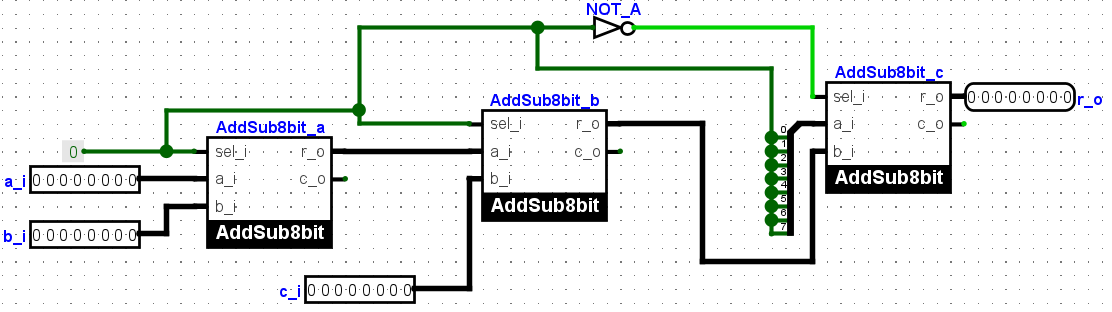 NOT_A
AddSub8bit_c
sel_i r_o
a_i c_o
b_i
AddSub8bit
0 0 0 0 0 0 0 0
r_o
AddSub8bit_b
sel_i r_o
a_i c_o
b_i
AddSub8bit
0
1
2
3
4
5
6
7
AddSub8bit_a
0
sel_i r_o
a_i c_o
b_i
AddSub8bit
a_i 0 0 0 0 0 0 0 0
b_i 0 0 0 0 0 0 0 0
c_i 0 0 0 0 0 0 0 0